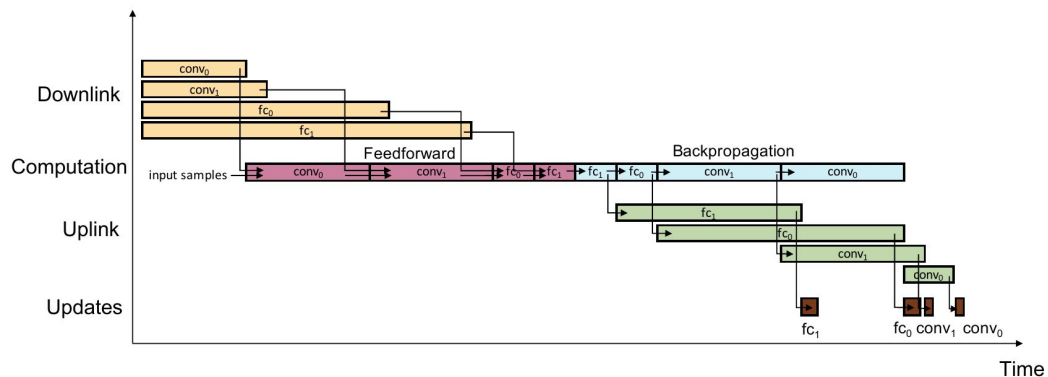 Downlink
conv₀
conv₁
fc₀
fc₁
Feedforward
Backpropagation
Computation
input samples
conv₀
conv₁
fc₀
fc₁
fc₁
fc₀
conv₁
conv₀
Uplink
fc₁
fc₀
conv₁
conv₀
Updates
fc₁
fc₀ conv₁ conv₀
Time